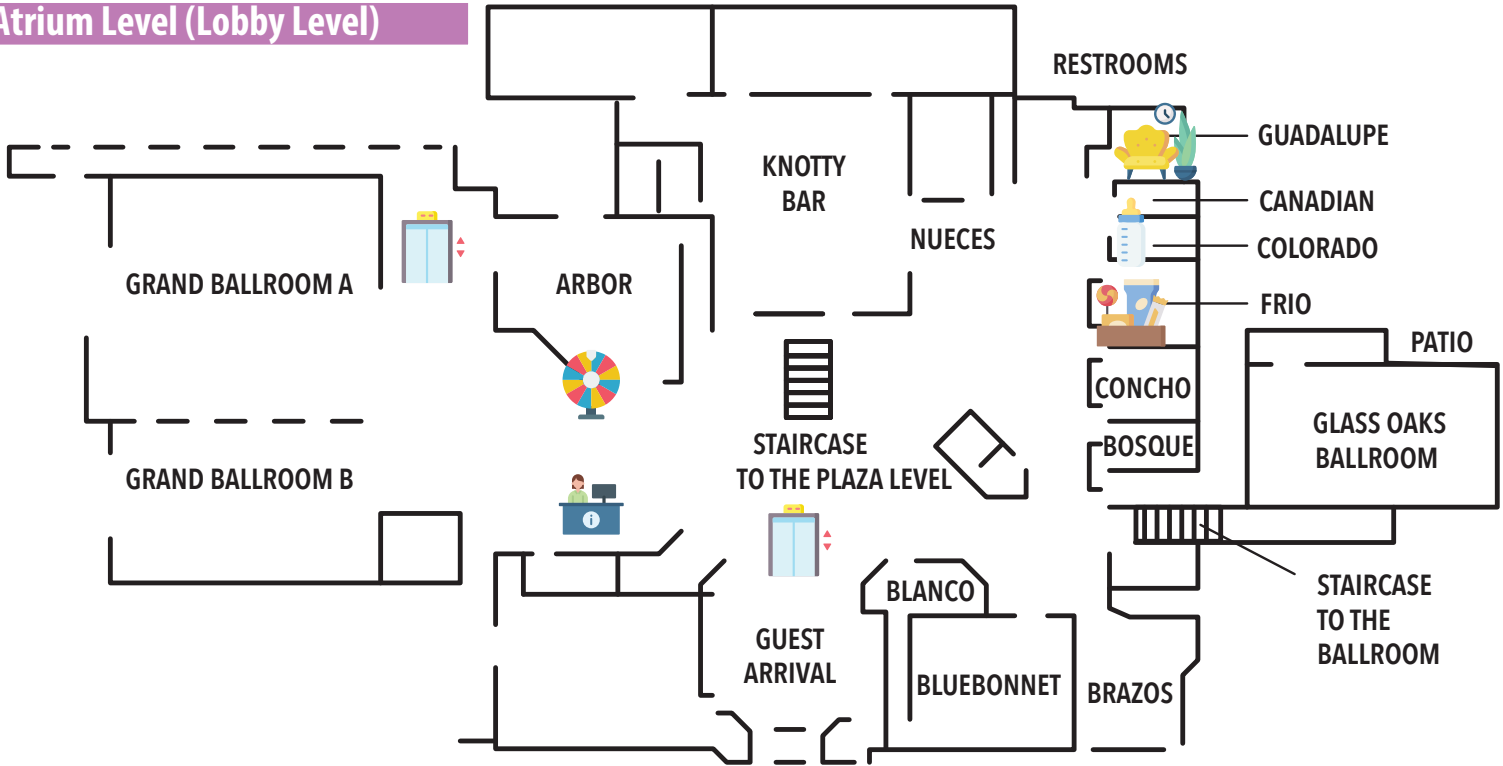 Atrium Level (Lobby Level)
RESTROOMS
GUADALUPE
KNOTTY
BAR
CANADIAN
NUECES
COLORADO
GRAND BALLROOM A
ARBOR
FRIO
PATIO
CONCHO
GLASS OAKS
BALLROOM
STAIRCASE
TO THE PLAZA LEVEL
BOSQUE
GRAND BALLROOM B
i
BLANCO
STAIRCASE
TO THE
BALLROOM
GUEST
ARRIVAL
BLUEBONNET
BRAZOS